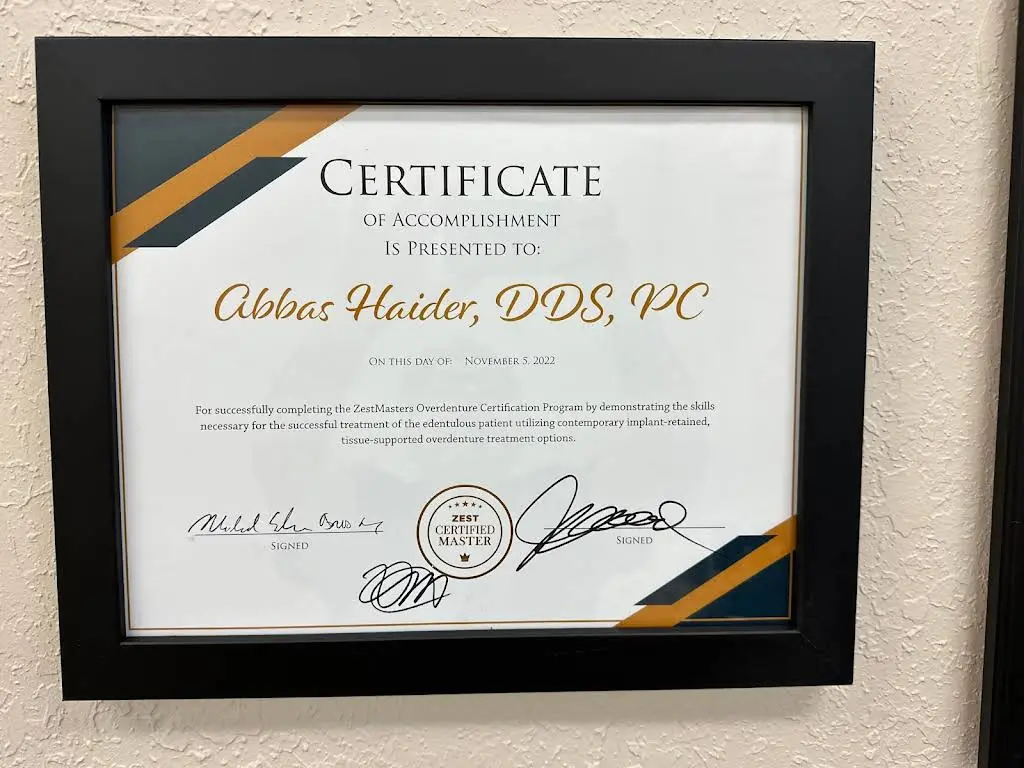 CERTIFICATE
OF ACCOMPLISHMENT
IS PRESENTED TO:
Abbas Haider, DDS, PC
ON THIS DAY OF: NOVEMBER 5, 2022
For successfully completing the ZestMasters Overdenture Certification Program by demonstrating the skills
necessary for the successful treatment of the edentulous patient utilizing contemporary implant-retained,
tissue-supported overdenture treatment options.
SIGNED
ZEST
CERTIFIED
MASTER
SIGNED